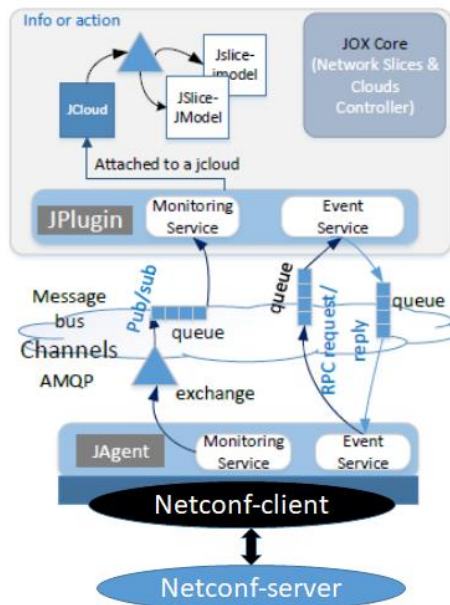 Info or action
JCloud
Jslice-
jmodel
JSlice-
JModel
JOX Core
(Network Slices &
Clouds
Controller)
Attached to a jcloud
JPlugin
Monitoring
Service
Event
Service
Message
bus
Channels
AMQP
Pub/sub
queue
queue
RPC request/
reply
queue
exchange
JAgent
Monitoring
Service
Event
Service
Netconf-client
Netconf-server